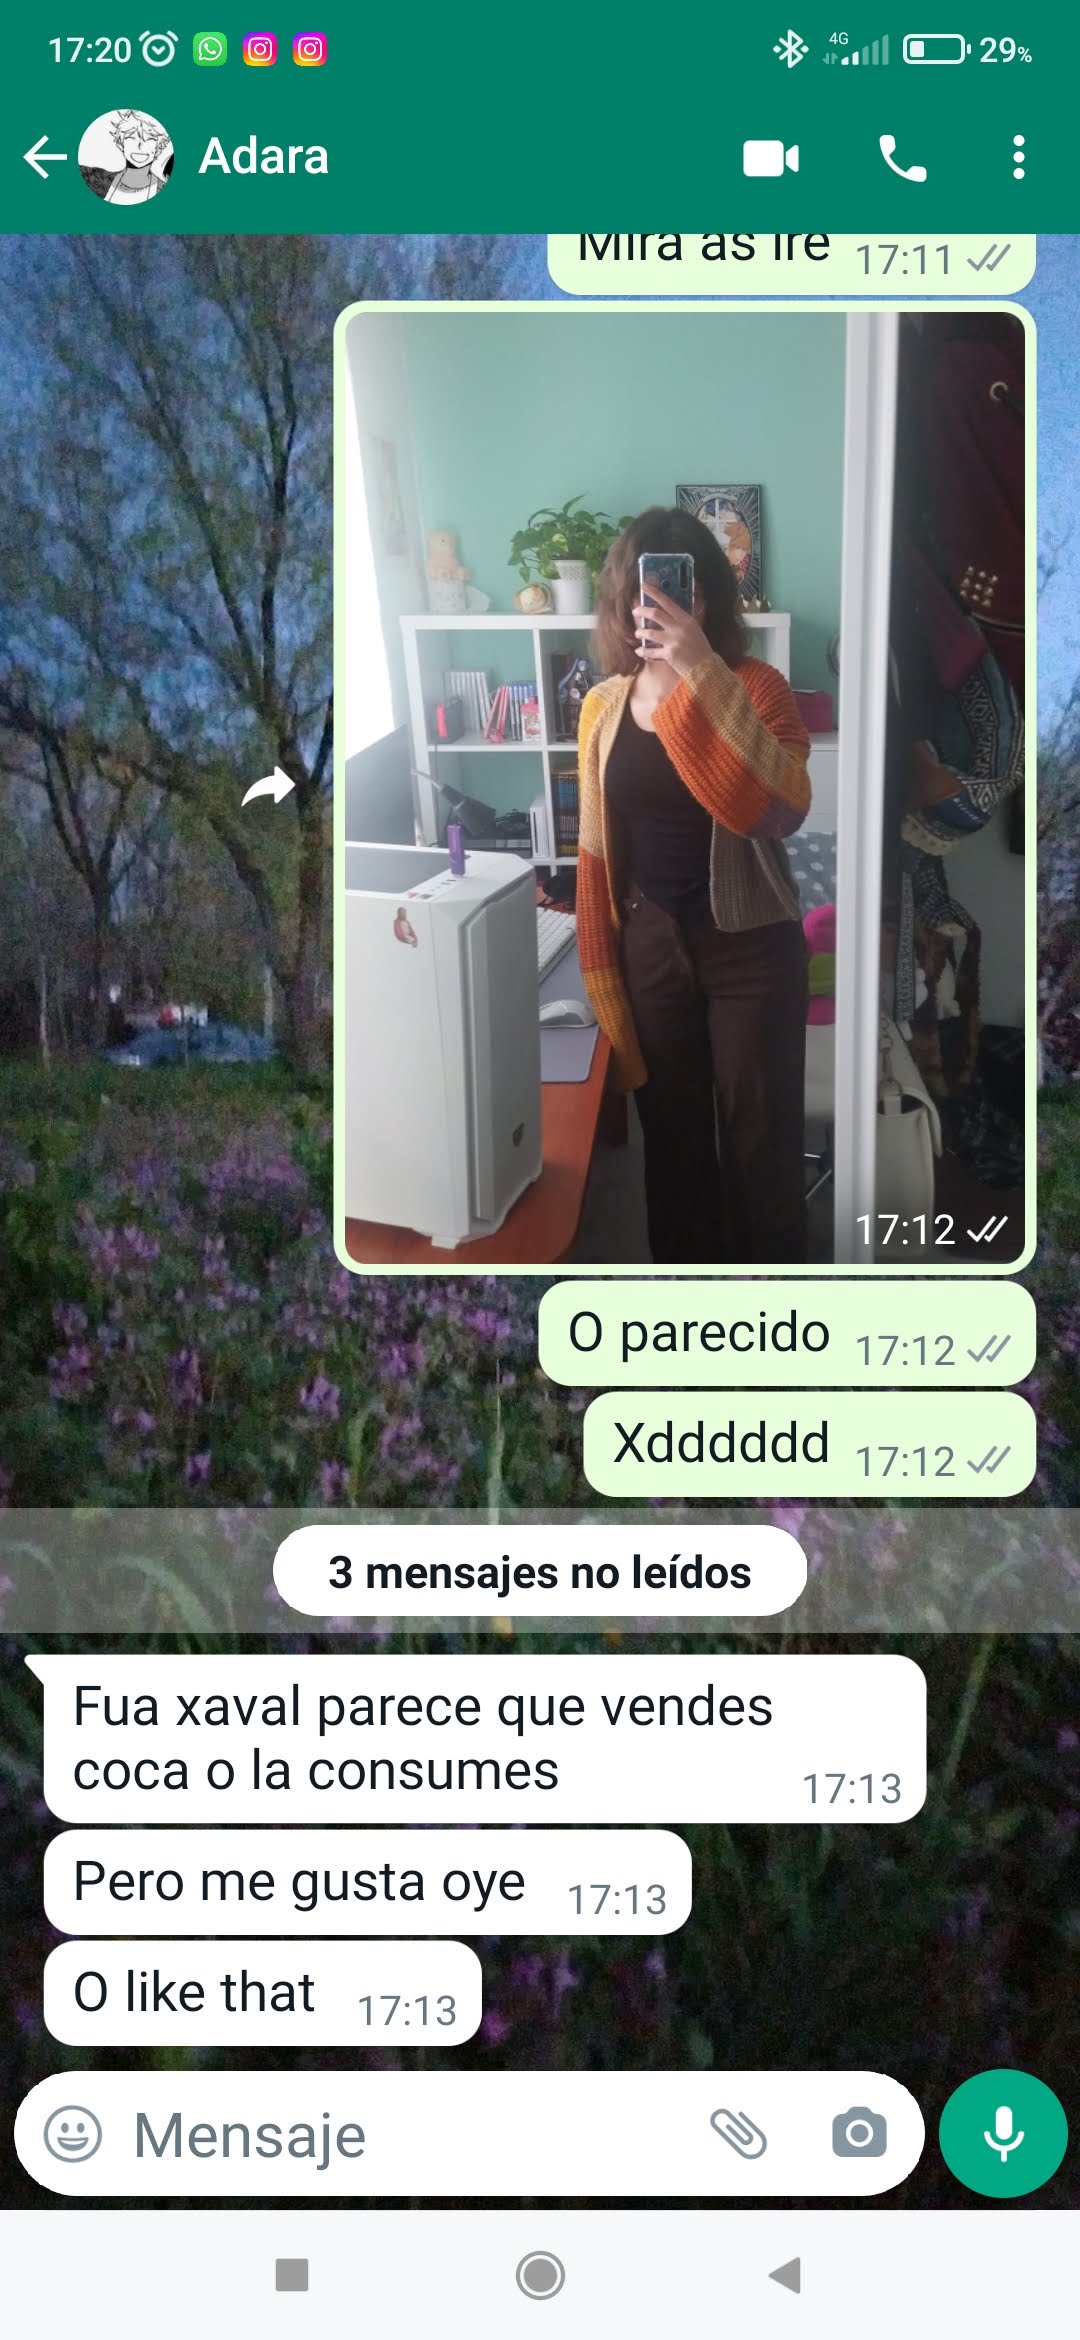 17:20
4G
29%
Adara
Mira as ire 17:11
17:12
O parecido 17:12
Xdddddd 17:12
3 mensajes no leídos
Fua xaval parece que vendes
coca o la consumes 17:13
Pero me gusta oye 17:13
O like that 17:13
Mensaje